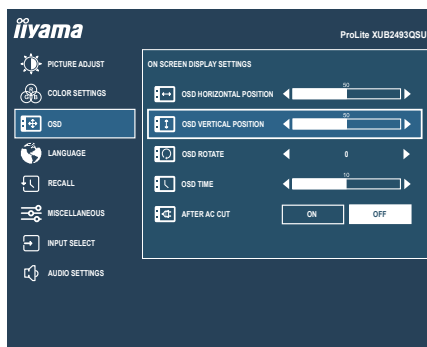 iiyama
ProLite XUB2493QSU
PICTURE ADJUST
COLOR SETTINGS
OSD
LANGUAGE
RECALL
MISCELLANEOUS
INPUT SELECT
AUDIO SETTINGS
ON SCREEN DISPLAY SETTINGS
OSD HORIZONTAL POSITION
50
OSD VERTICAL POSITION
50
OSD ROTATE
0
OSD TIME
10
AFTER AC CUT
ON OFF